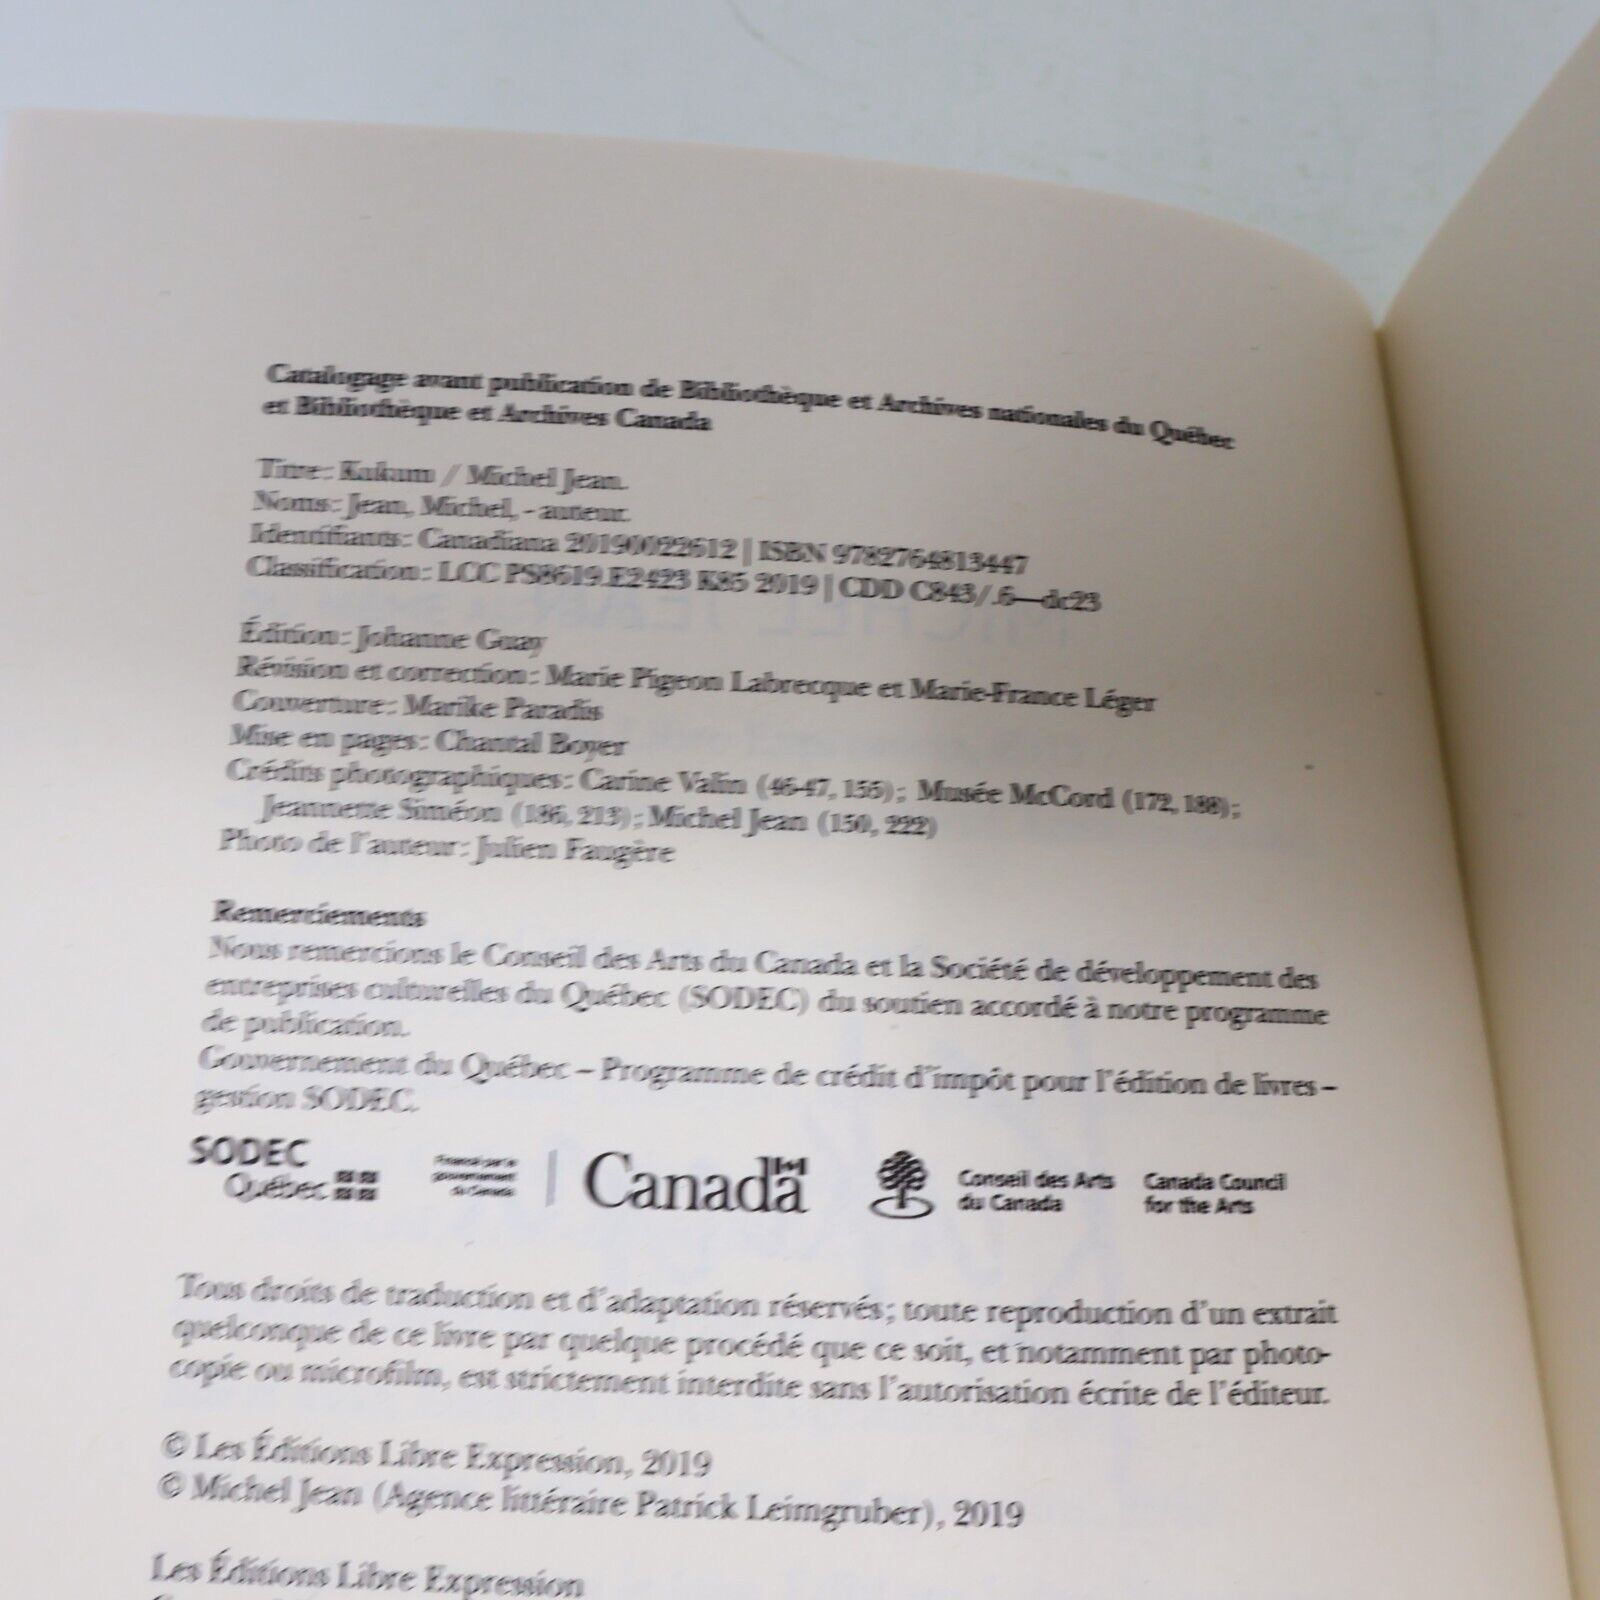 Catalogage avant publication de Bibliothèque et Archives nationales du Québec
et Bibliothèque et Archives Canada
Titre : Kukum / Michel Jean.
Noms : Jean, Michel, - auteur.
Identifiants : Canadiana 20190022612 | ISBN 9782764813447
Classification : LCC PS8619.E2423 K85 2019 | CDD C843/.6—dc23
Édition : Johanne Guay
Révision et correction : Marie Pigeon Labrecque et Marie-France Léger
Couverture : Marike Paradis
Mise en pages : Chantal Boyer
Crédits photographiques : Carine Valin (46-47, 155) ; Musée McCord (172, 188) ;
Jeannette Siméon (186, 213) ; Michel Jean (150, 222)
Photo de l'auteur : Julien Faugère
Remerciements
Nous remercions le Conseil des Arts du Canada et la Société de développement des
entreprises culturelles du Québec (SODEC) du soutien accordé à notre programme
de publication.
Gouvernement du Québec – Programme de crédit d'impôt pour l'édition de livres –
gestion SODEC.
SODEC
Québec
Financé par le
gouvernement
du Canada
Canada
Conseil des Arts
du Canada
Canada Council
for the Arts
Tous droits de traduction et d'adaptation réservés ; toute reproduction d'un extrait
quelconque de ce livre par quelque procédé que ce soit, et notamment par photo-
copie ou microfilm, est strictement interdite sans l'autorisation écrite de l'éditeur.
© Les Éditions Libre Expression, 2019
© Michel Jean (Agence littéraire Patrick Leimgruber), 2019
Les Éditions Libre Expression